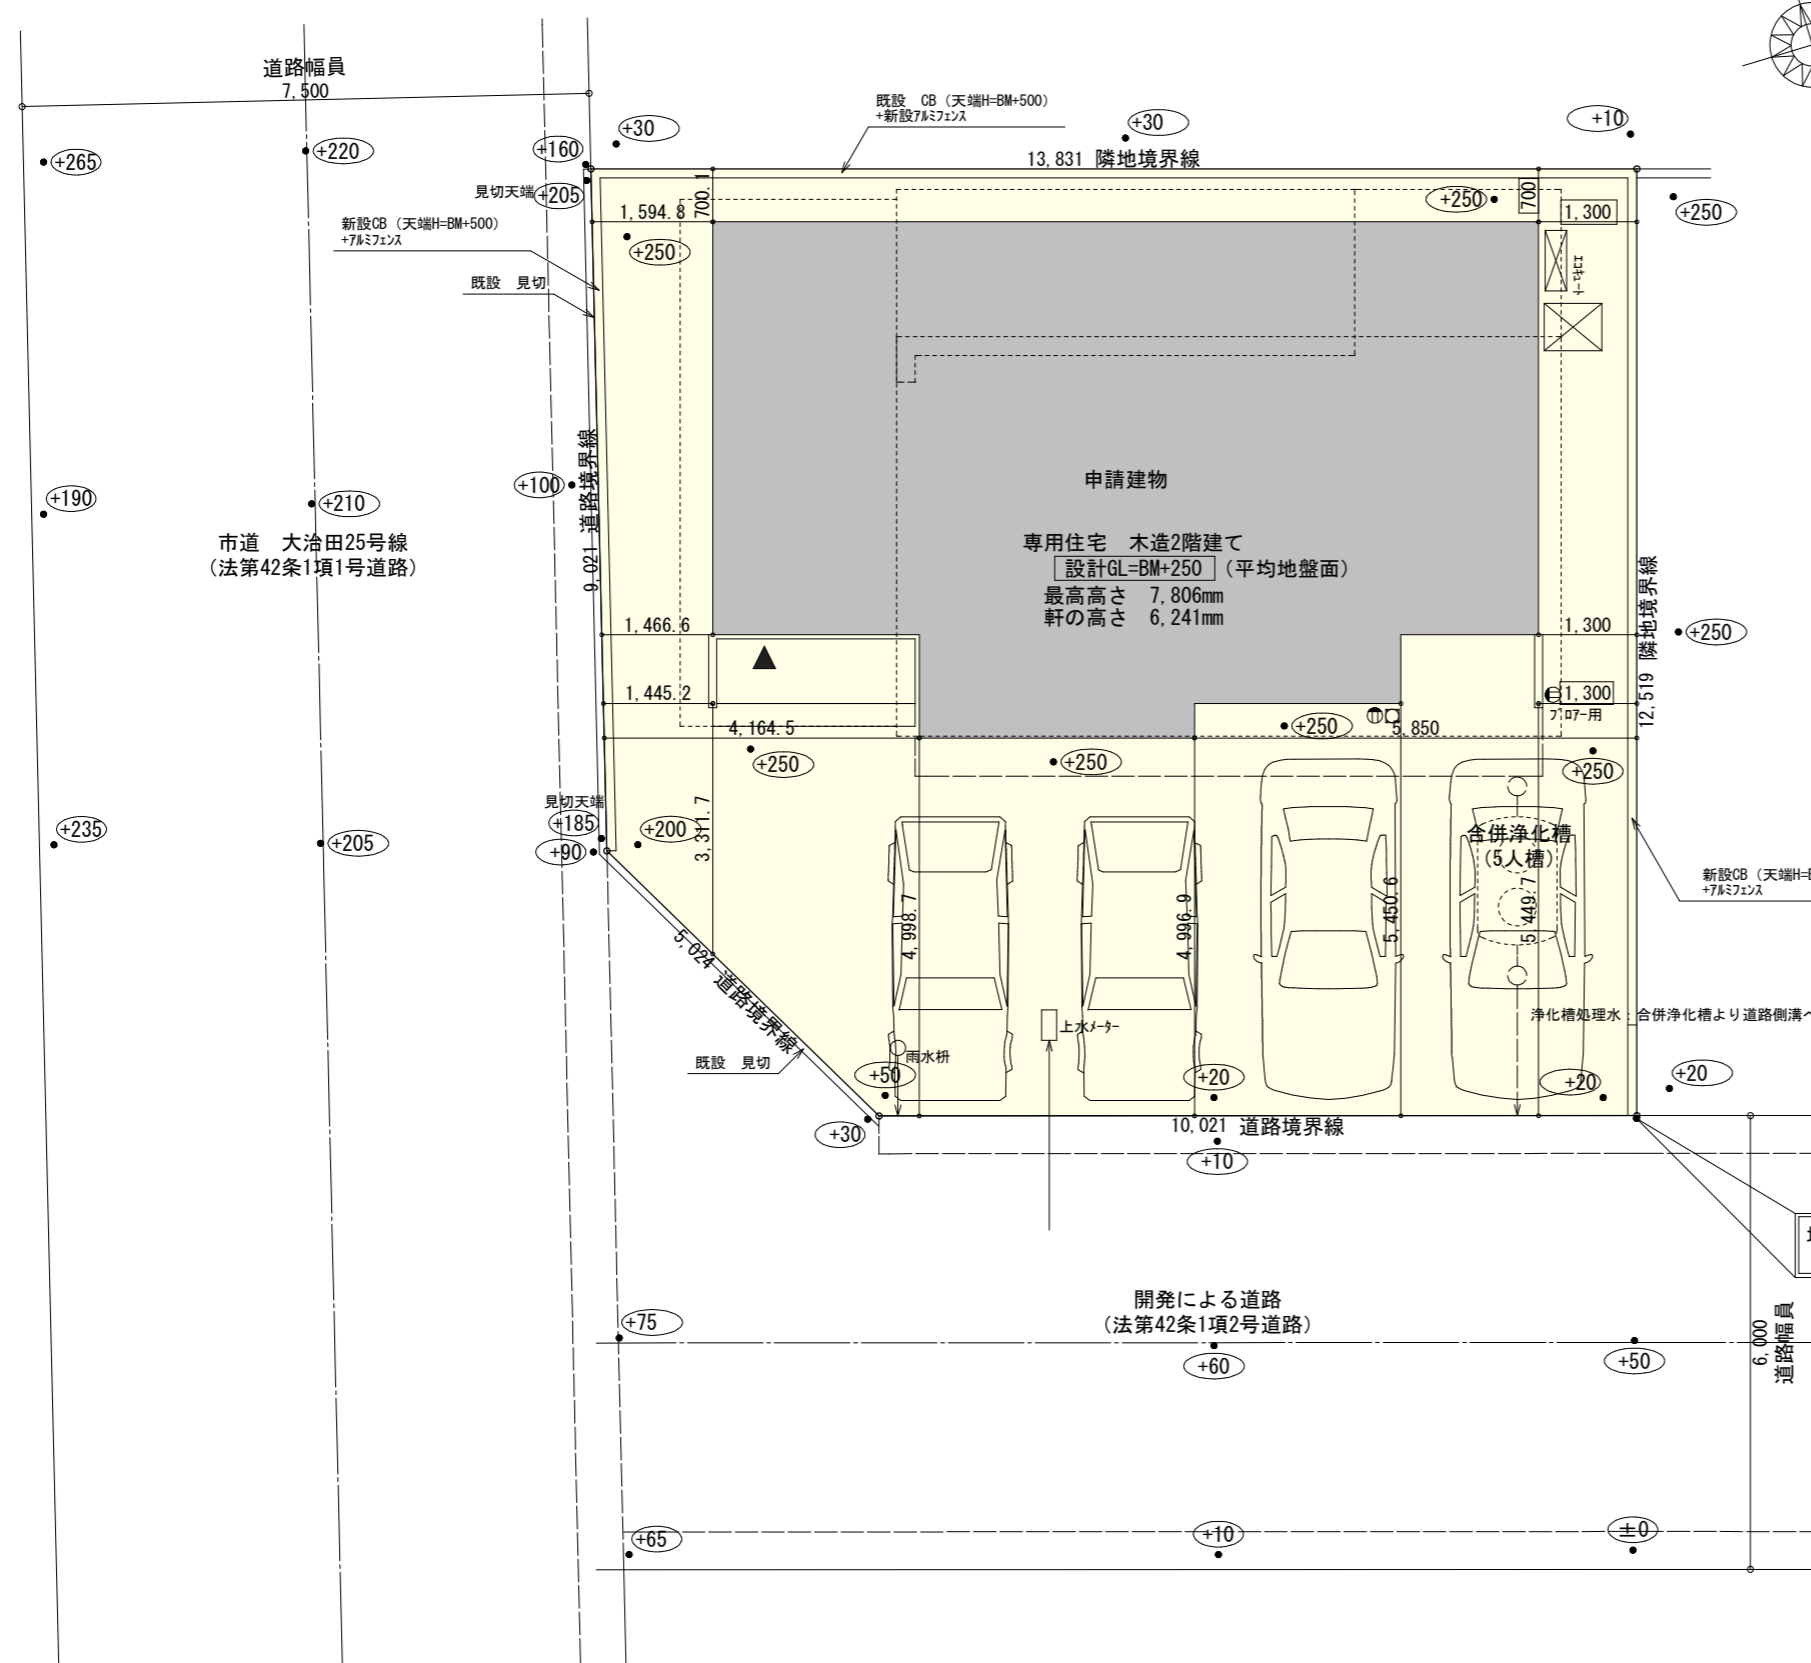 道路幅員
7,500
+265
+220
+160
+30
既設　CB（天端H=BM+500）
+新設ｱﾙﾐﾌｪﾝｽ
+30
+10
13,831 隣地境界線
見切天端
+205
700.1
700
1,594.8
1,300
+250
+250
新設CB（天端H=BM+500）
+ｱﾙﾐﾌｪﾝｽ
+250
既設　見切
ｴｺｷｭｰﾄ
+190
+210
+100
9,021 道路境界線
市道　大治田25号線
（法第42条1項1号道路）
申請建物
専用住宅　木造2階建て
設計GL=BM+250（平均地盤面）
最高高さ　7,806mm
軒の高さ　6,241mm
12,519 隣地境界線
1,466.6
1,300
+250
1,445.2
1,300
ﾌﾞﾛｱｰ用
4,164.5
+250
5,850
+250
+250
+250
+235
+205
見切天端
+185
+90
+200
3,311.7
合併浄化槽
（5人槽）
4,998.7
4,996.9
5,450.6
5,449.7
新設CB（天端H=B
+ｱﾙﾐﾌｪﾝｽ
5,024 道路境界線
既設　見切
上水ﾒｰﾀｰ
雨水枡
浄化槽処理水：合併浄化槽より道路側溝へ
+50
+20
+20
+20
+30
10,021 道路境界線
+10
開発による道路
（法第42条1項2号道路）
+75
+60
+50
6,000
道路幅員
+65
+10
±0